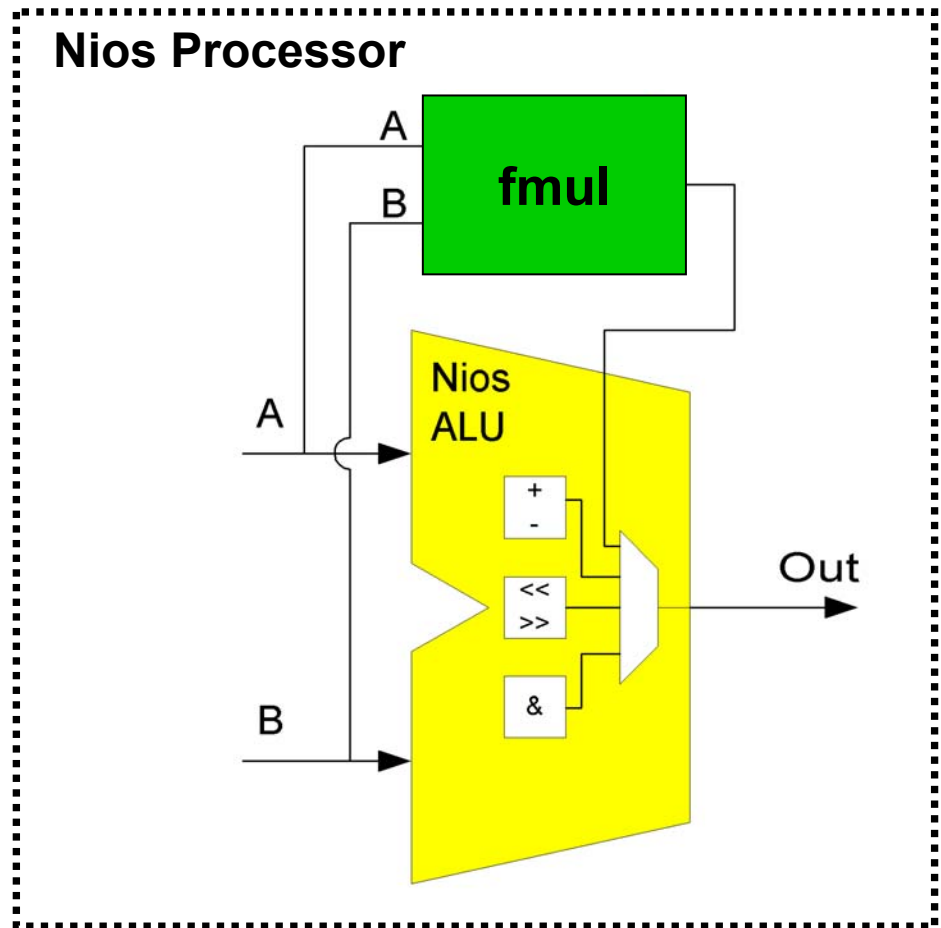 Nios Processor
A
B
fmul
Nios
ALU
A
+
-
<<
>>
Out
&
B